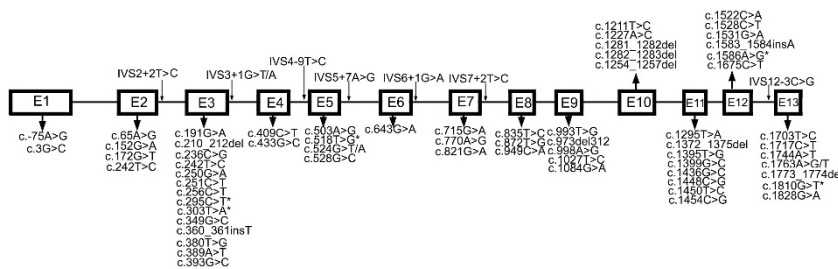 c.1211T>C
c.1227A>C
c.1281_1282del
c.1282_1283del
c.1254_1257del
c.1522C>A
c.1528C>T
c.1531G>A
c.1583_1584insA
c.1586A>G*
c.1675C>T
IVS2+2T>C
IVS3+1G>T/A
IVS4-9T>C
IVS5+7A>G
IVS6+1G>A
IVS7+2T>C
IVS12-3C>G
E1
E2
E3
E4
E5
E6
E7
E8
E9
E10
E11
E12
E13
c.-75A>G
c.3G>C
c.65A>G
c.152G>A
c.172G>T
c.242T>C
c.191G>A
c.210_212del
c.236C>G
c.242T>C
c.250G>A
c.251C>T
c.256C>T
c.295C>T*
c.303T>A*
c.349G>C
c.360_361insT
c.380T>G
c.389A>T
c.393G>C
c.409C>T
c.433G>C
c.503A>G
c.516T>G*
c.524G>T/A
c.528G>C
c.643G>A
c.715G>A
c.770A>G
c.821G>A
c.835T>C
c.872T>G
c.949C>A
c.993T>G
c.973del312
c.998A>G
c.1027T>C
c.1084G>A
c.1295T>A
c.1372_1375del
c.1395T>G
c.1399G>C
c.1436G>C
c.1448C>G
c.1450T>C
c.1454C>G
c.1703T>C
c.1717C>T
c.1744A>T
c.1763A>G/T
c.1773_1774de
c.1810G>T*
c.1828G>A